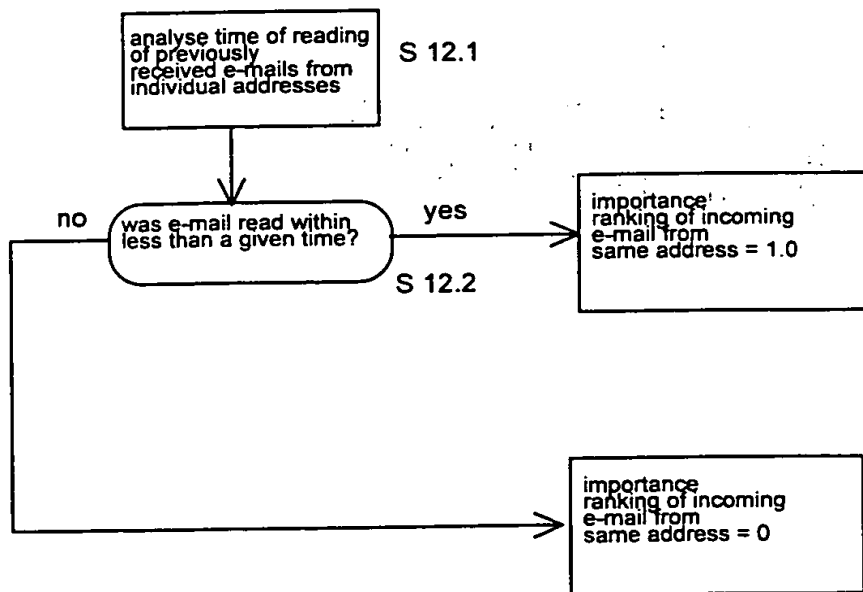 analyse time of reading
of previously
received e-mails from
individual addresses
S 12.1
no
was e-mail read within
less than a given time?
yes
S 12.2
importance
ranking of incoming
e-mail from
same address = 1.0
importance
ranking of incoming
e-mail from
same address = 0